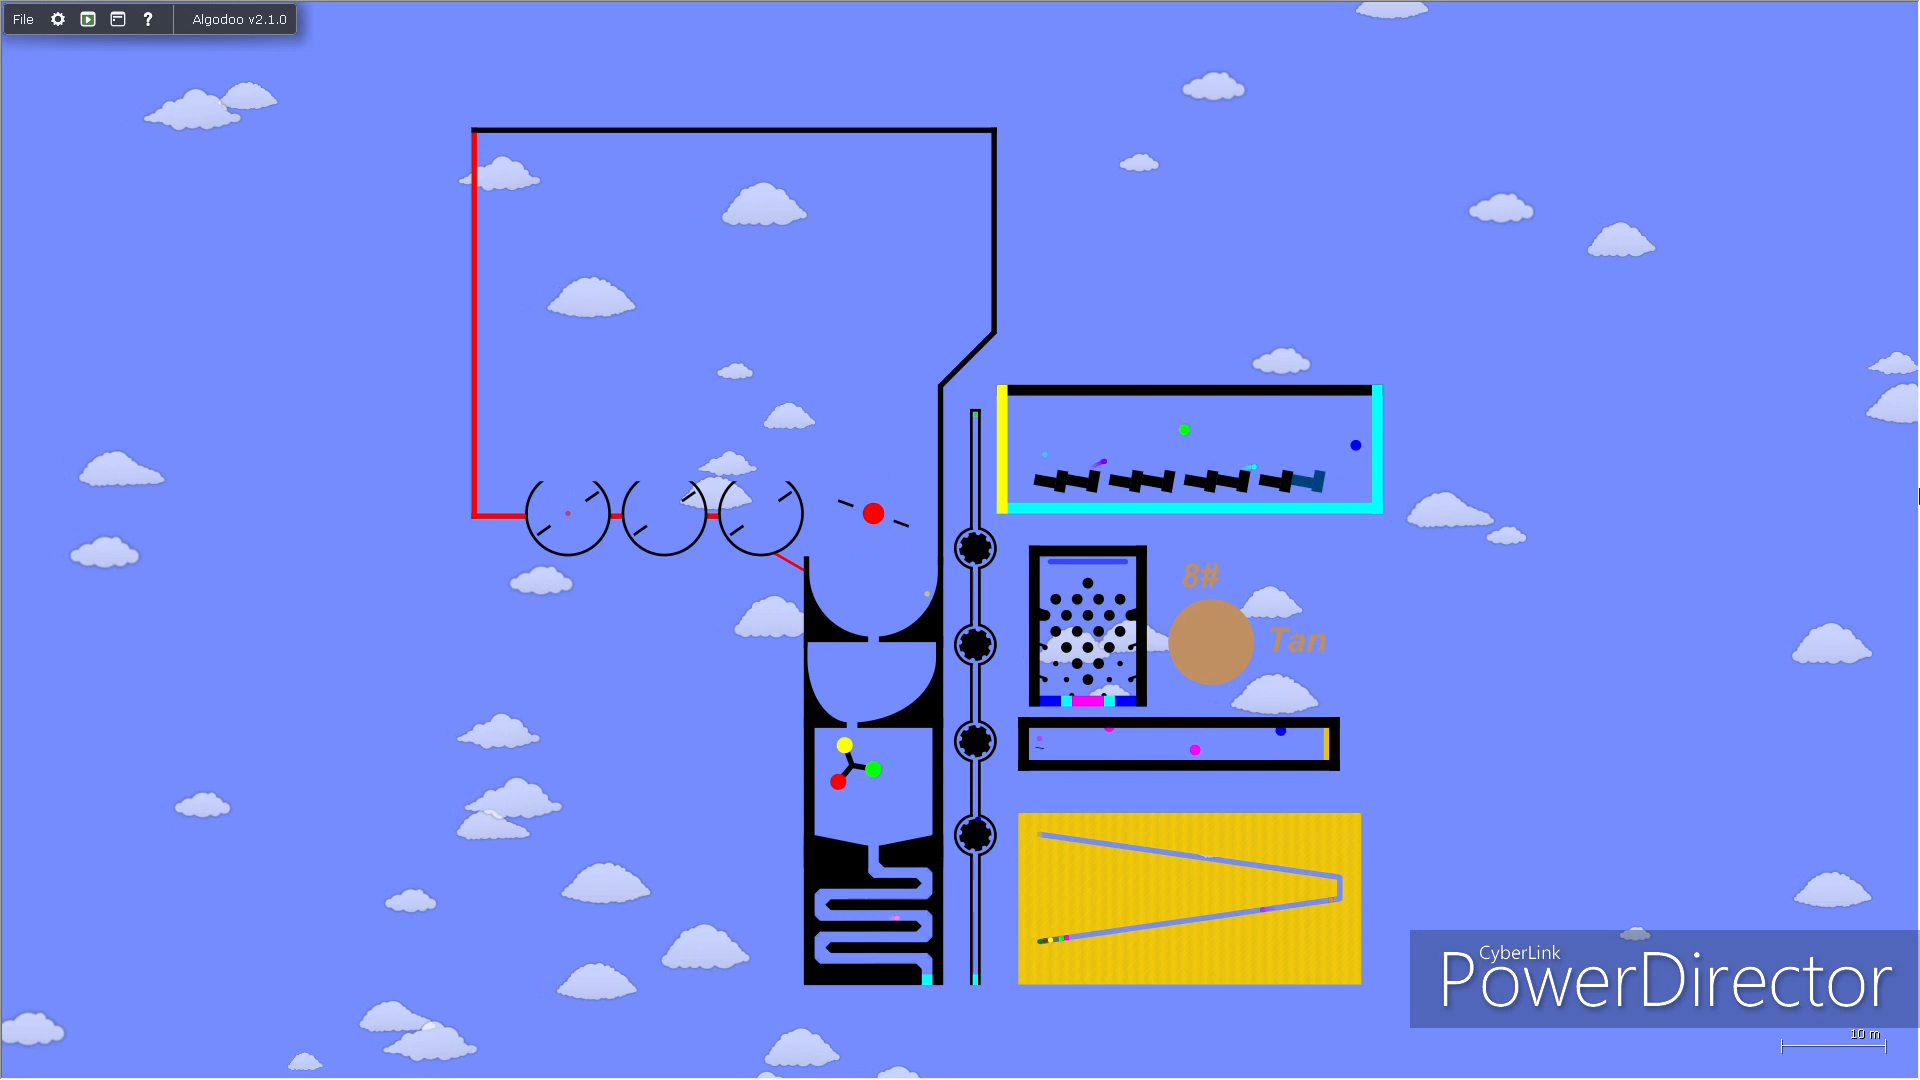 File ? Algodoo v2.1.0
8#
Tan
CyberLink
PowerDirector
10 m